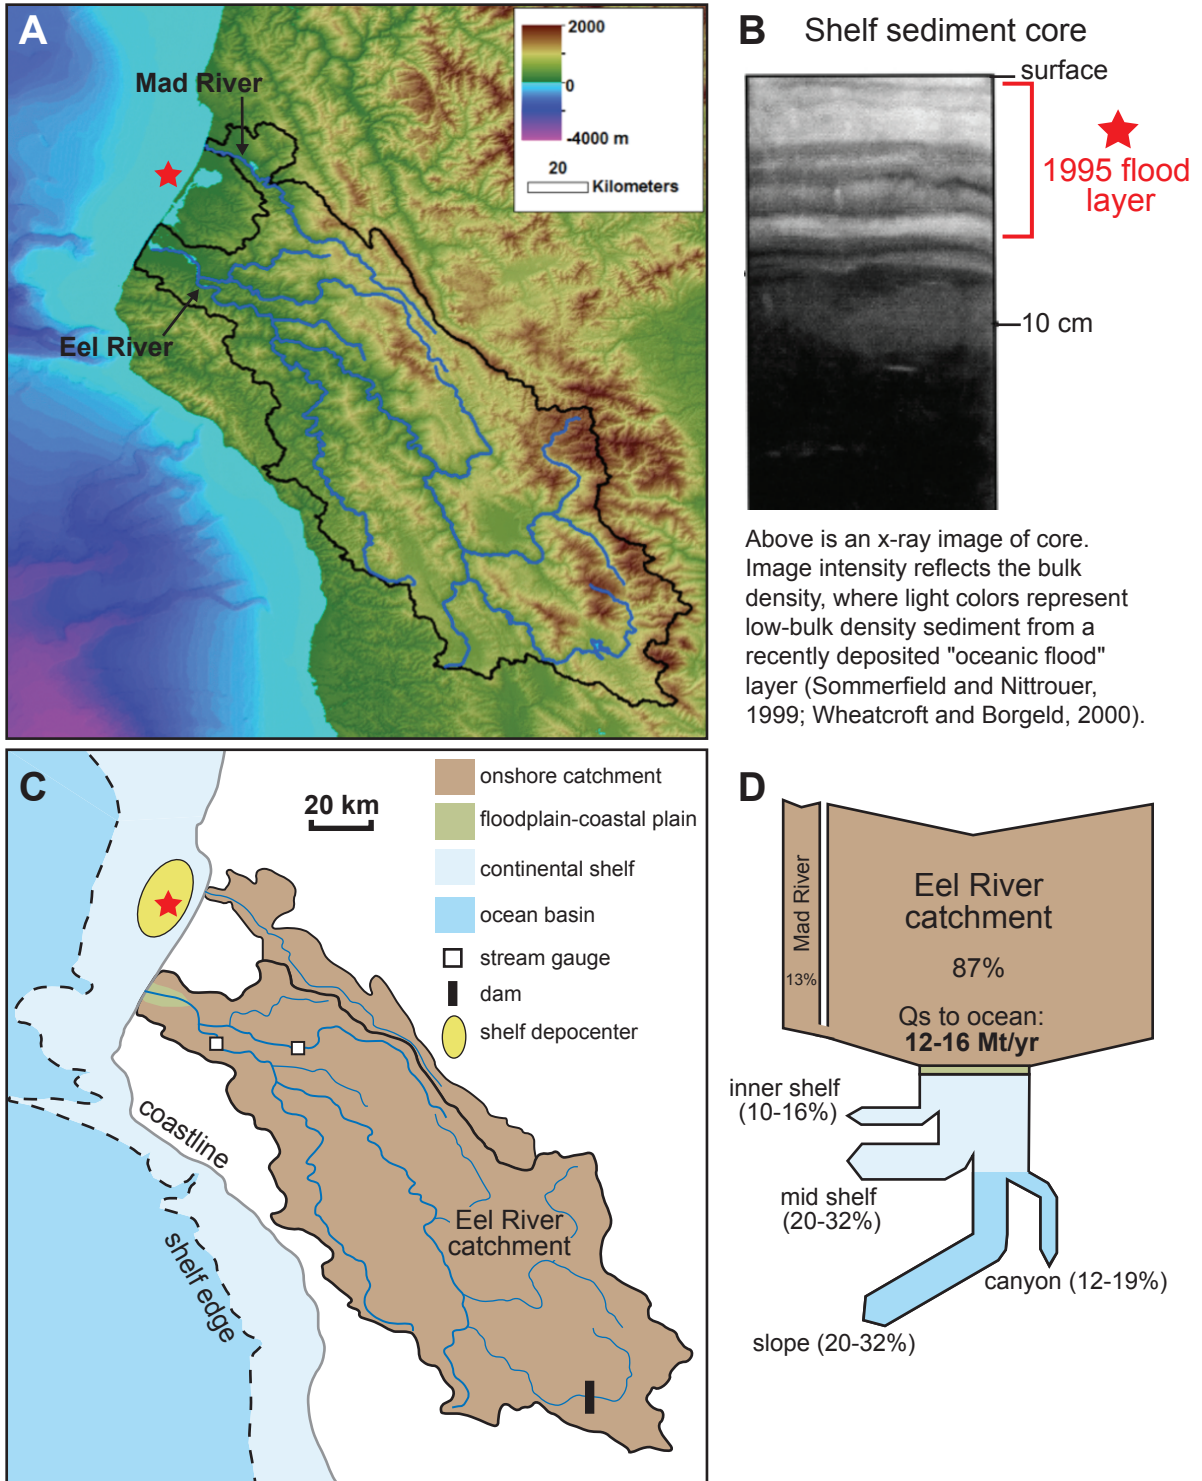 A
Mad River
Eel River
2000
0
-4000 m
20
Kilometers
B
Shelf sediment core
surface
1995 flood
layer
10 cm
Above is an x-ray image of core.
Image intensity reflects the bulk
density, where light colors represent
low-bulk density sediment from a
recently deposited "oceanic flood"
layer (Sommerfield and Nittrouer,
1999; Wheatcroft and Borgeld, 2000).
C
20 km
onshore catchment
floodplain-coastal plain
continental shelf
ocean basin
stream gauge
dam
shelf depocenter
coastline
shelf edge
Eel River
catchment
D
Mad River
13%
Eel River
catchment
87%
Qs to ocean:
12-16 Mt/yr
inner shelf
(10-16%)
mid shelf
(20-32%)
canyon (12-19%)
slope (20-32%)